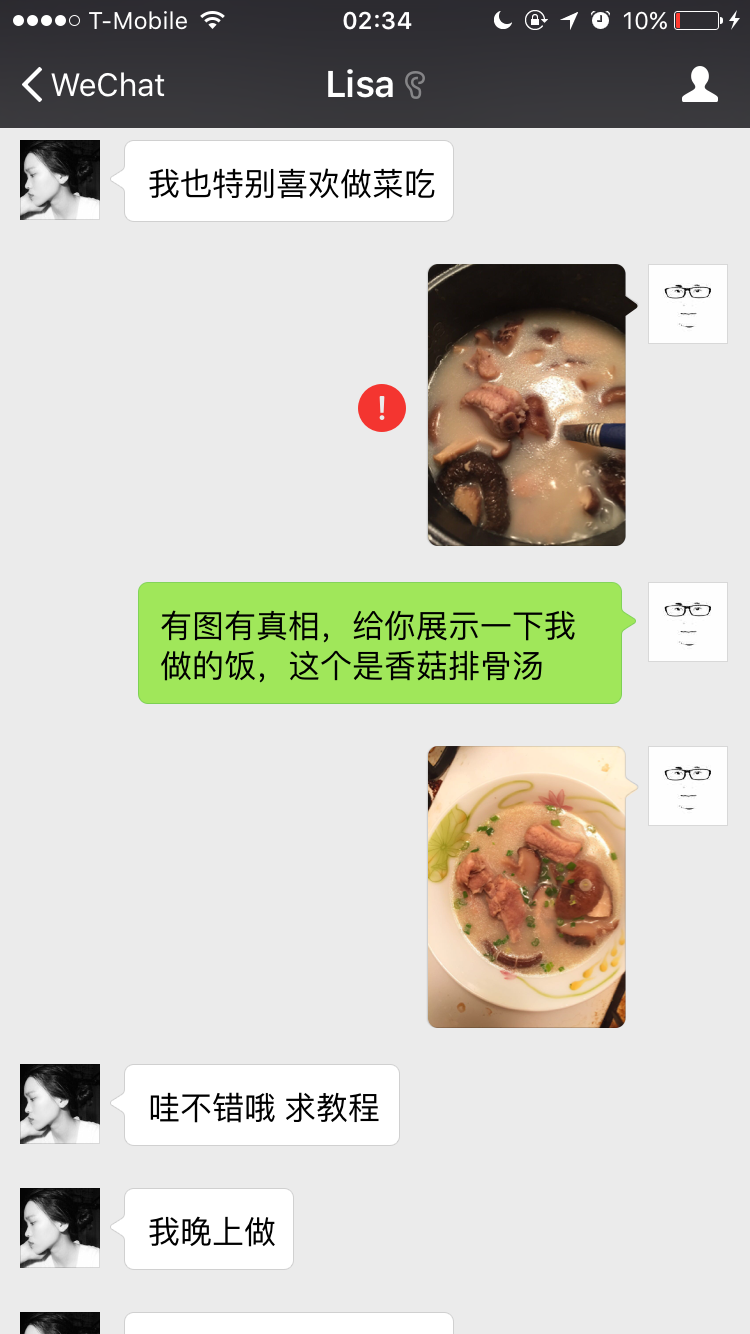 T-Mobile 02:34 10%
WeChat Lisa
我也特别喜欢做菜吃
!
有图有真相，给你展示一下我
做的饭，这个是香菇排骨汤
哇不错哦 求教程
我晚上做